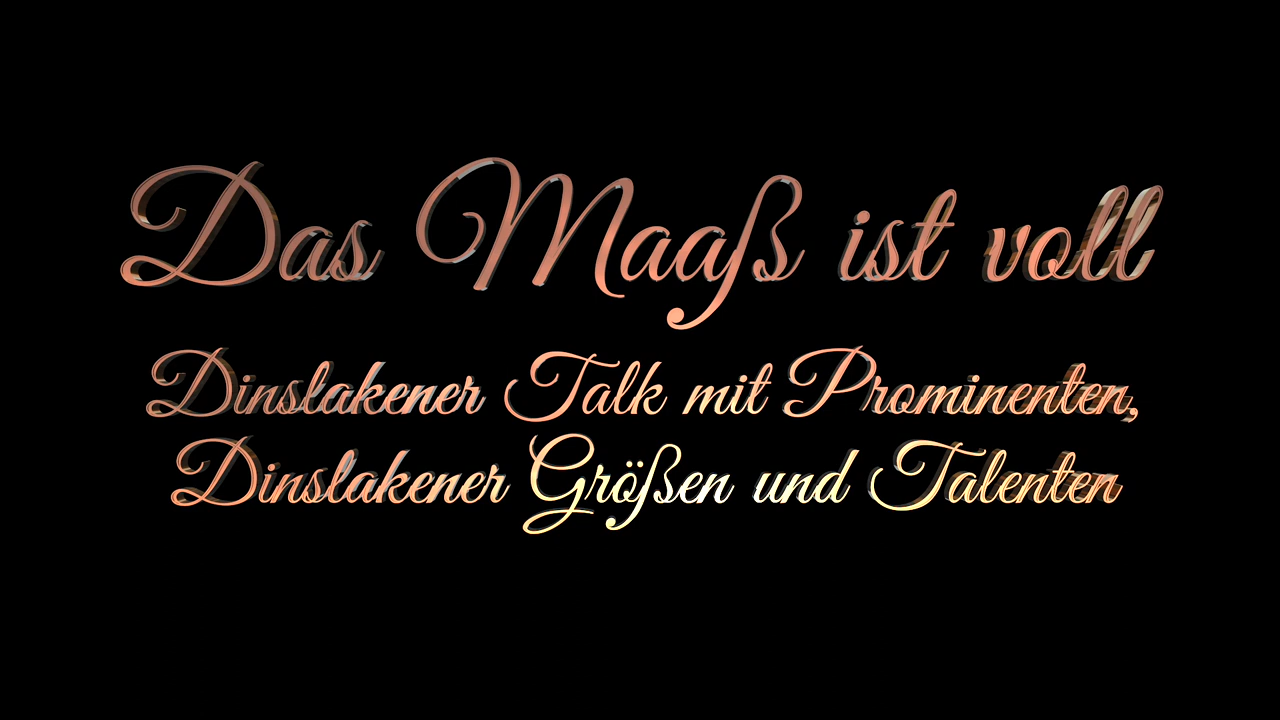 Das Maaß ist voll
Dinslakener Talk mit Prominenten,
Dinslakener Größen und Talenten